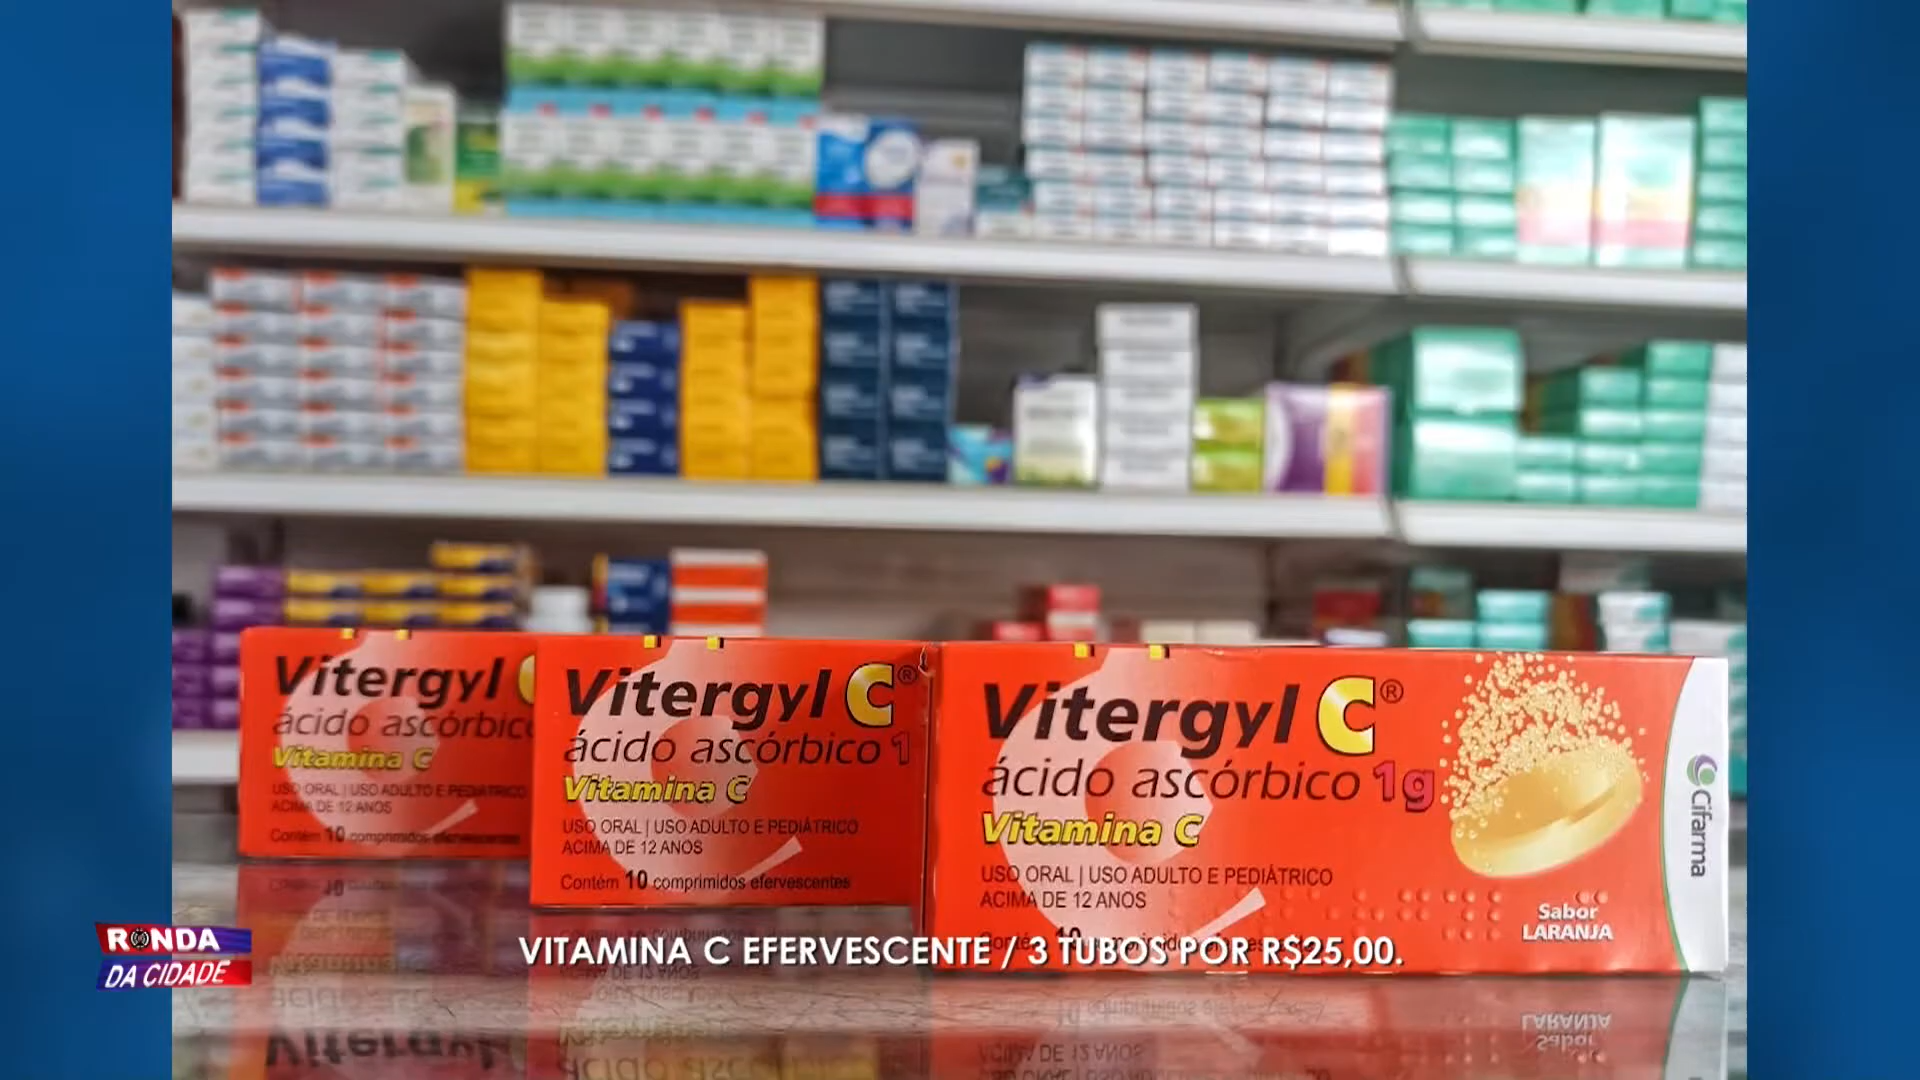 Vitergyl
ácido ascórbico
Vitamina C
USO ORAL | USO ADULTO E PEDIÁTRICO
ACIMA DE 12 ANOS
Contém 10 comprimidos efervescentes
Vitergyl C®
ácido ascórbico 1
Vitamina C
USO ORAL | USO ADULTO E PEDIÁTRICO
ACIMA DE 12 ANOS
Contém 10 comprimidos efervescentes
Vitergyl C®
ácido ascórbico 1g
Vitamina C
USO ORAL | USO ADULTO E PEDIÁTRICO
ACIMA DE 12 ANOS
Sabor
LARANJA
Cifarma
RONDA
DA CIDADE
VITAMINA C EFERVESCENTE / 3 TUBOS POR R$25,00.